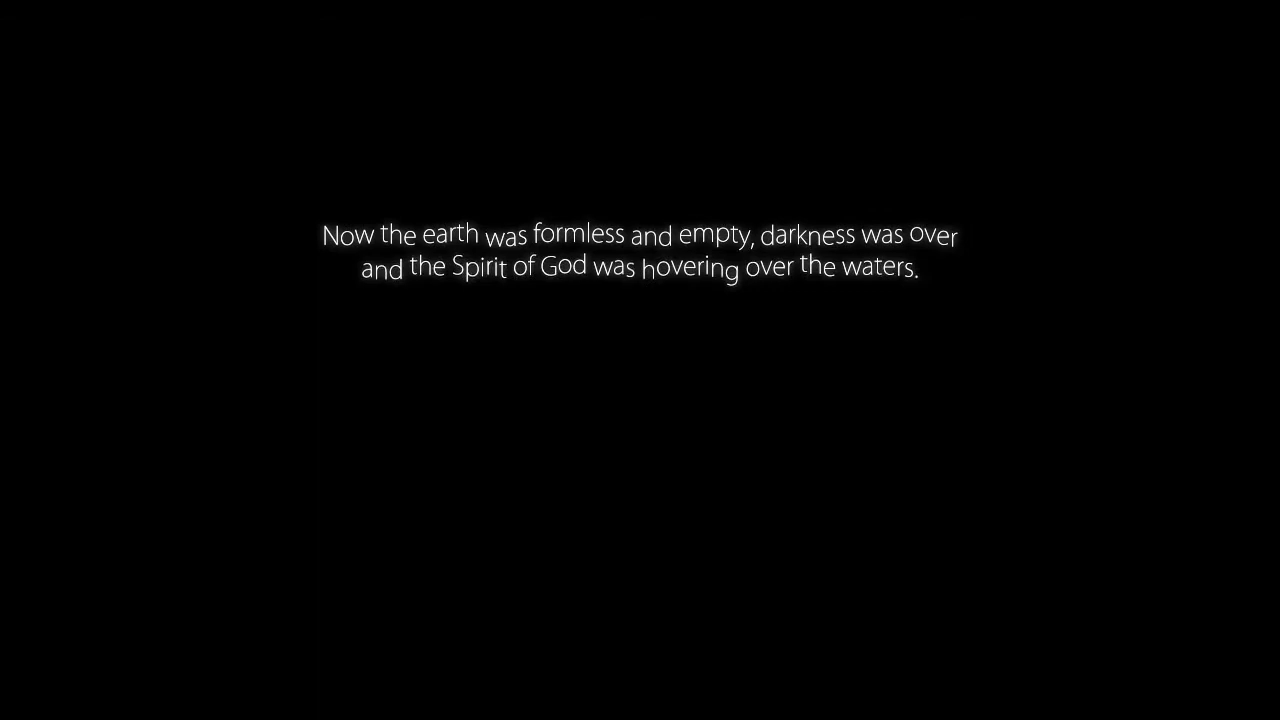 Now the earth was formless and empty, darkness was over
and the Spirit of God was hovering over the waters.